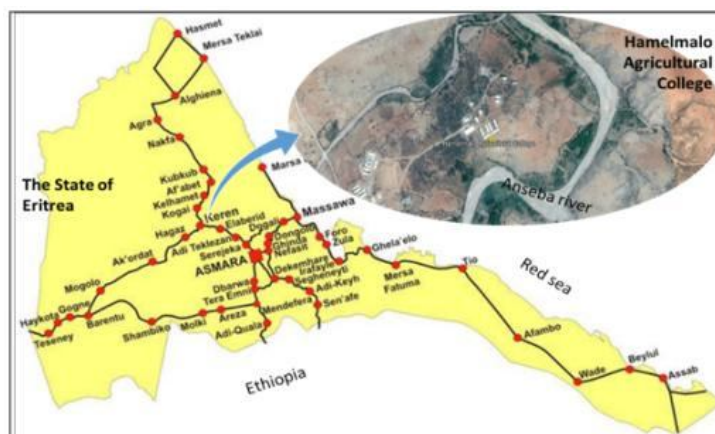 Hasmet
Mersa Teklai
Hamelmalo
Agricultural
College
Alghiena
Agra
Nakfa
Marsa
Kubkub
Af'abet
Kelhamet
Kogai
The State of
Eritrea
Anseba river
Keren
Elaberid
Massawa
Hagaz
Adi Teklezan
Serejeka
Dogali
Dongolo
Ghinda
Nefasit
Foro
Zula
Ghela'elo
Ak'ordat
ASMARA
Red sea
Dekemhare
Irafayle
Segheneyti
Mersa
Fatuma
Tio
Mogolo
Dbarwa
Tera Emni
Adi-Keyh
Sen'afe
Haykota
Gogne
Teseney
Barentu
Shambiko
Molki
Areza
Mendefera
Adi-Quala
Afambo
Ethiopia
Wade
Beylul
Assab